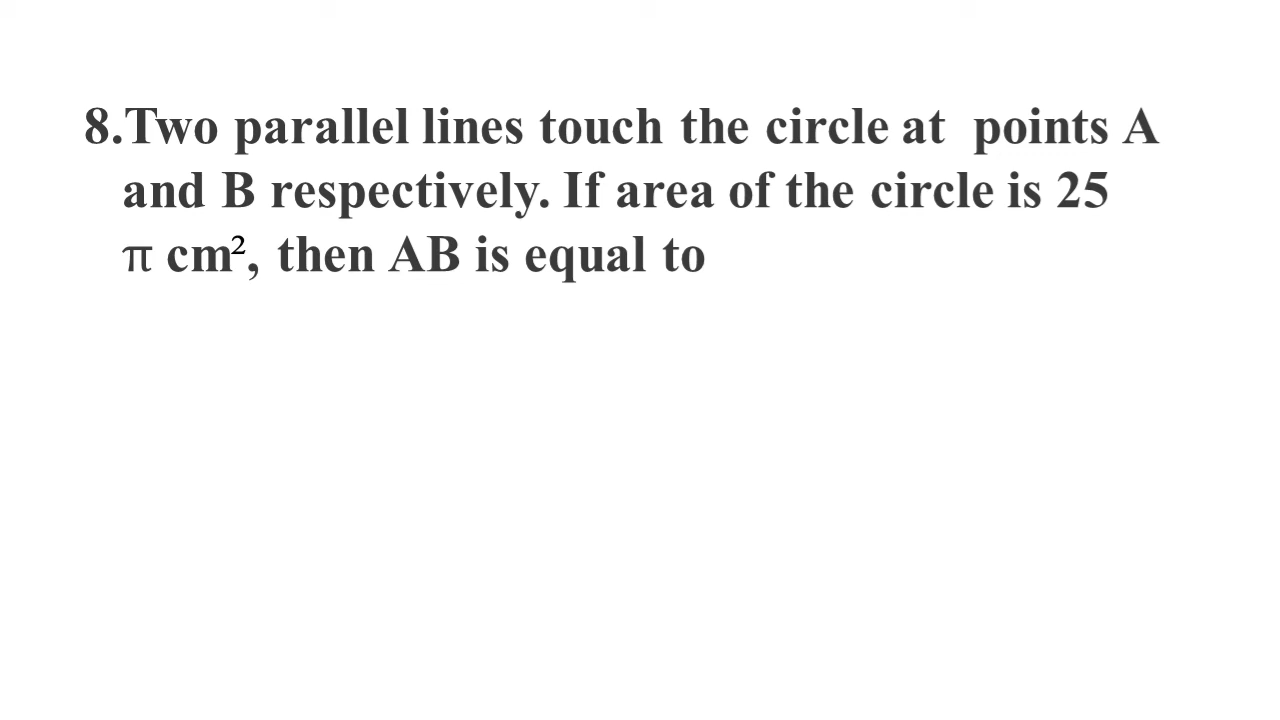 8.Two parallel lines touch the circle at  points A
and B respectively. If area of the circle is 25
π cm², then AB is equal to